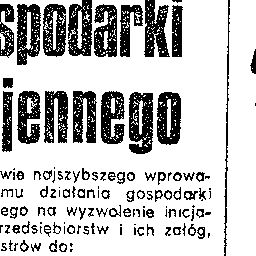 spodarki
jennego
wie najszybszego wprowa-
mu działania gospodarki
ego na wyzwolenie inicja-
rzedsiębiorstw i ich załóg,
strów do: